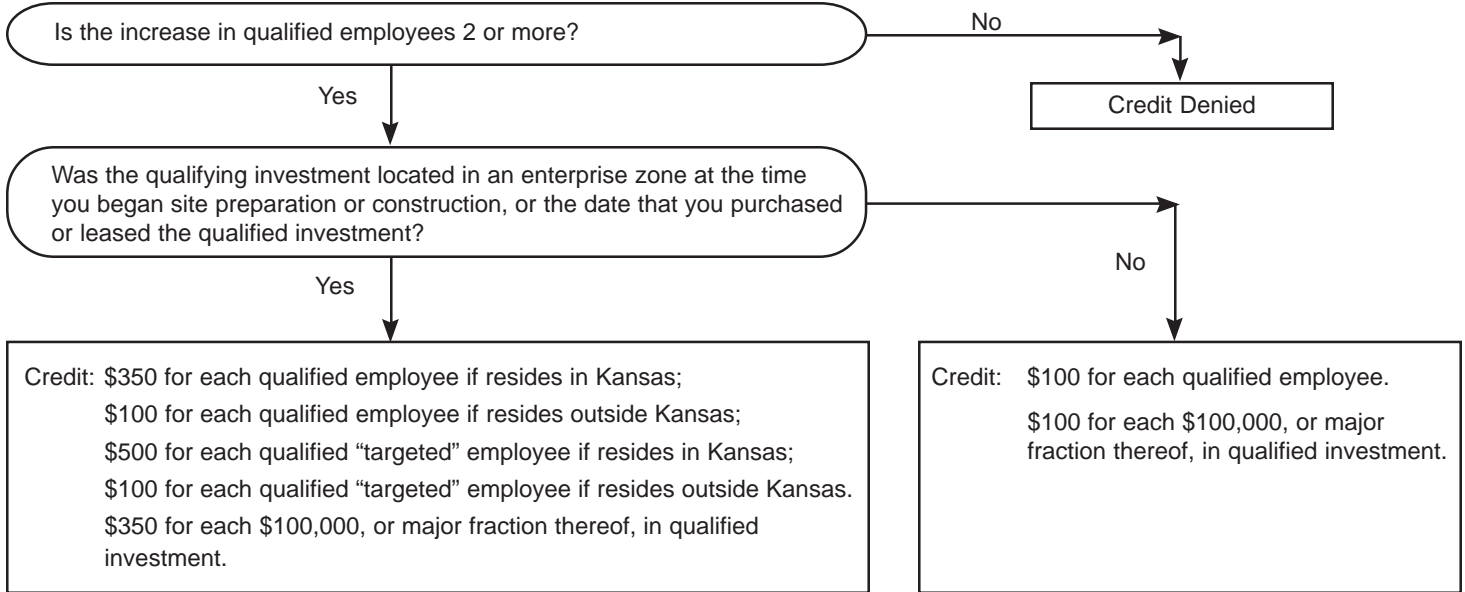 Is the increase in qualified employees 2 or more?
No
Credit Denied
Yes
Was the qualifying investment located in an enterprise zone at the time
you began site preparation or construction, or the date that you purchased
or leased the qualified investment?
No
Yes
Credit: $350 for each qualified employee if resides in Kansas;
$100 for each qualified employee if resides outside Kansas;
$500 for each qualified “targeted” employee if resides in Kansas;
$100 for each qualified “targeted” employee if resides outside Kansas.
$350 for each $100,000, or major fraction thereof, in qualified
investment.
Credit: $100 for each qualified employee.
$100 for each $100,000, or major
fraction thereof, in qualified investment.